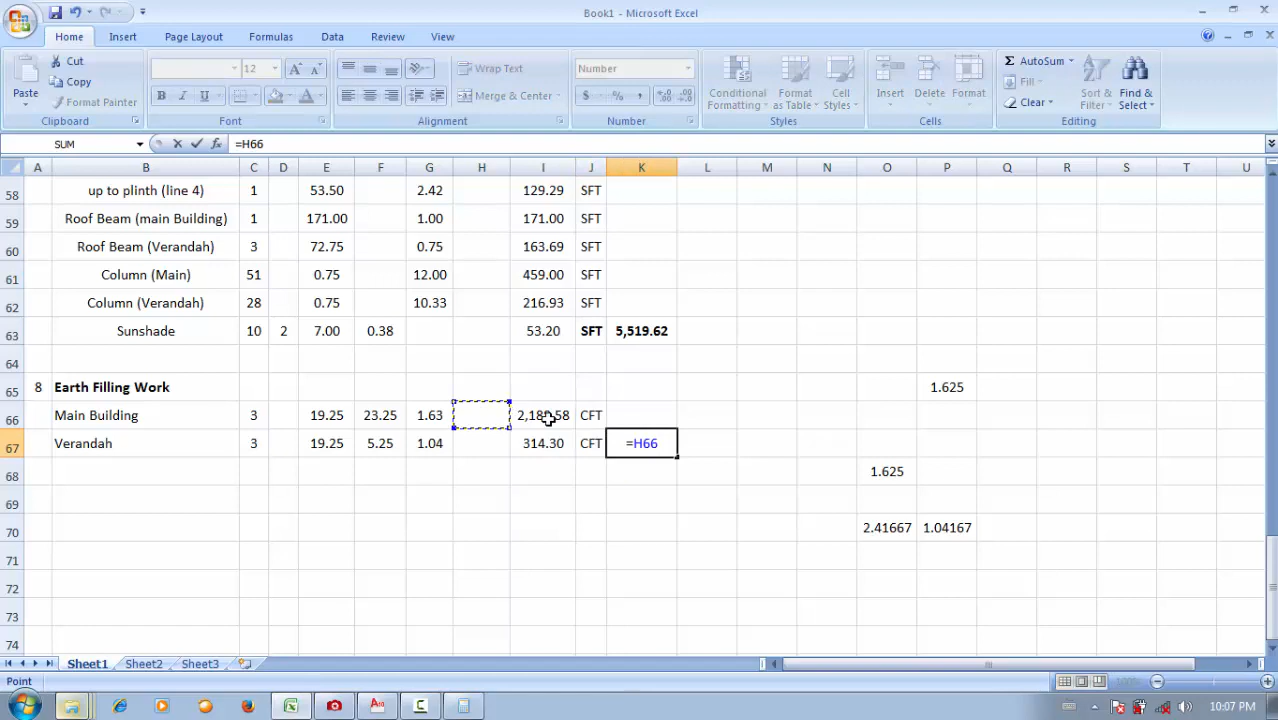 Book1 - Microsoft Excel
Home Insert Page Layout Formulas Data Review View
Paste Cut Copy Format Painter Clipboard
12 Font
Wrap Text Merge & Center Alignment
Number $ % , Number
Conditional Formatting Format as Table Cell Styles Styles
Insert Delete Format Cells
AutoSum Fill Clear Sort & Filter Find & Select Editing
SUM =H66
A B C D E F G H I J K L M N O P Q R S T U
58 up to plinth (line 4) 1 53.50 2.42 129.29 SFT
59 Roof Beam (main Building) 1 171.00 1.00 171.00 SFT
60 Roof Beam (Verandah) 3 72.75 0.75 163.69 SFT
61 Column (Main) 51 0.75 12.00 459.00 SFT
62 Column (Verandah) 28 0.75 10.33 216.93 SFT
63 Sunshade 10 2 7.00 0.38 53.20 SFT 5,519.62
64
65 8 Earth Filling Work 1.625
66 Main Building 3 19.25 23.25 1.63 CFT
67 Verandah 3 19.25 5.25 1.04 314.30 CFT =H66
68 1.625
69
70 2.41667 1.04167
71
72
73
74
Sheet1 Sheet2 Sheet3
Point 100%
10:07 PM